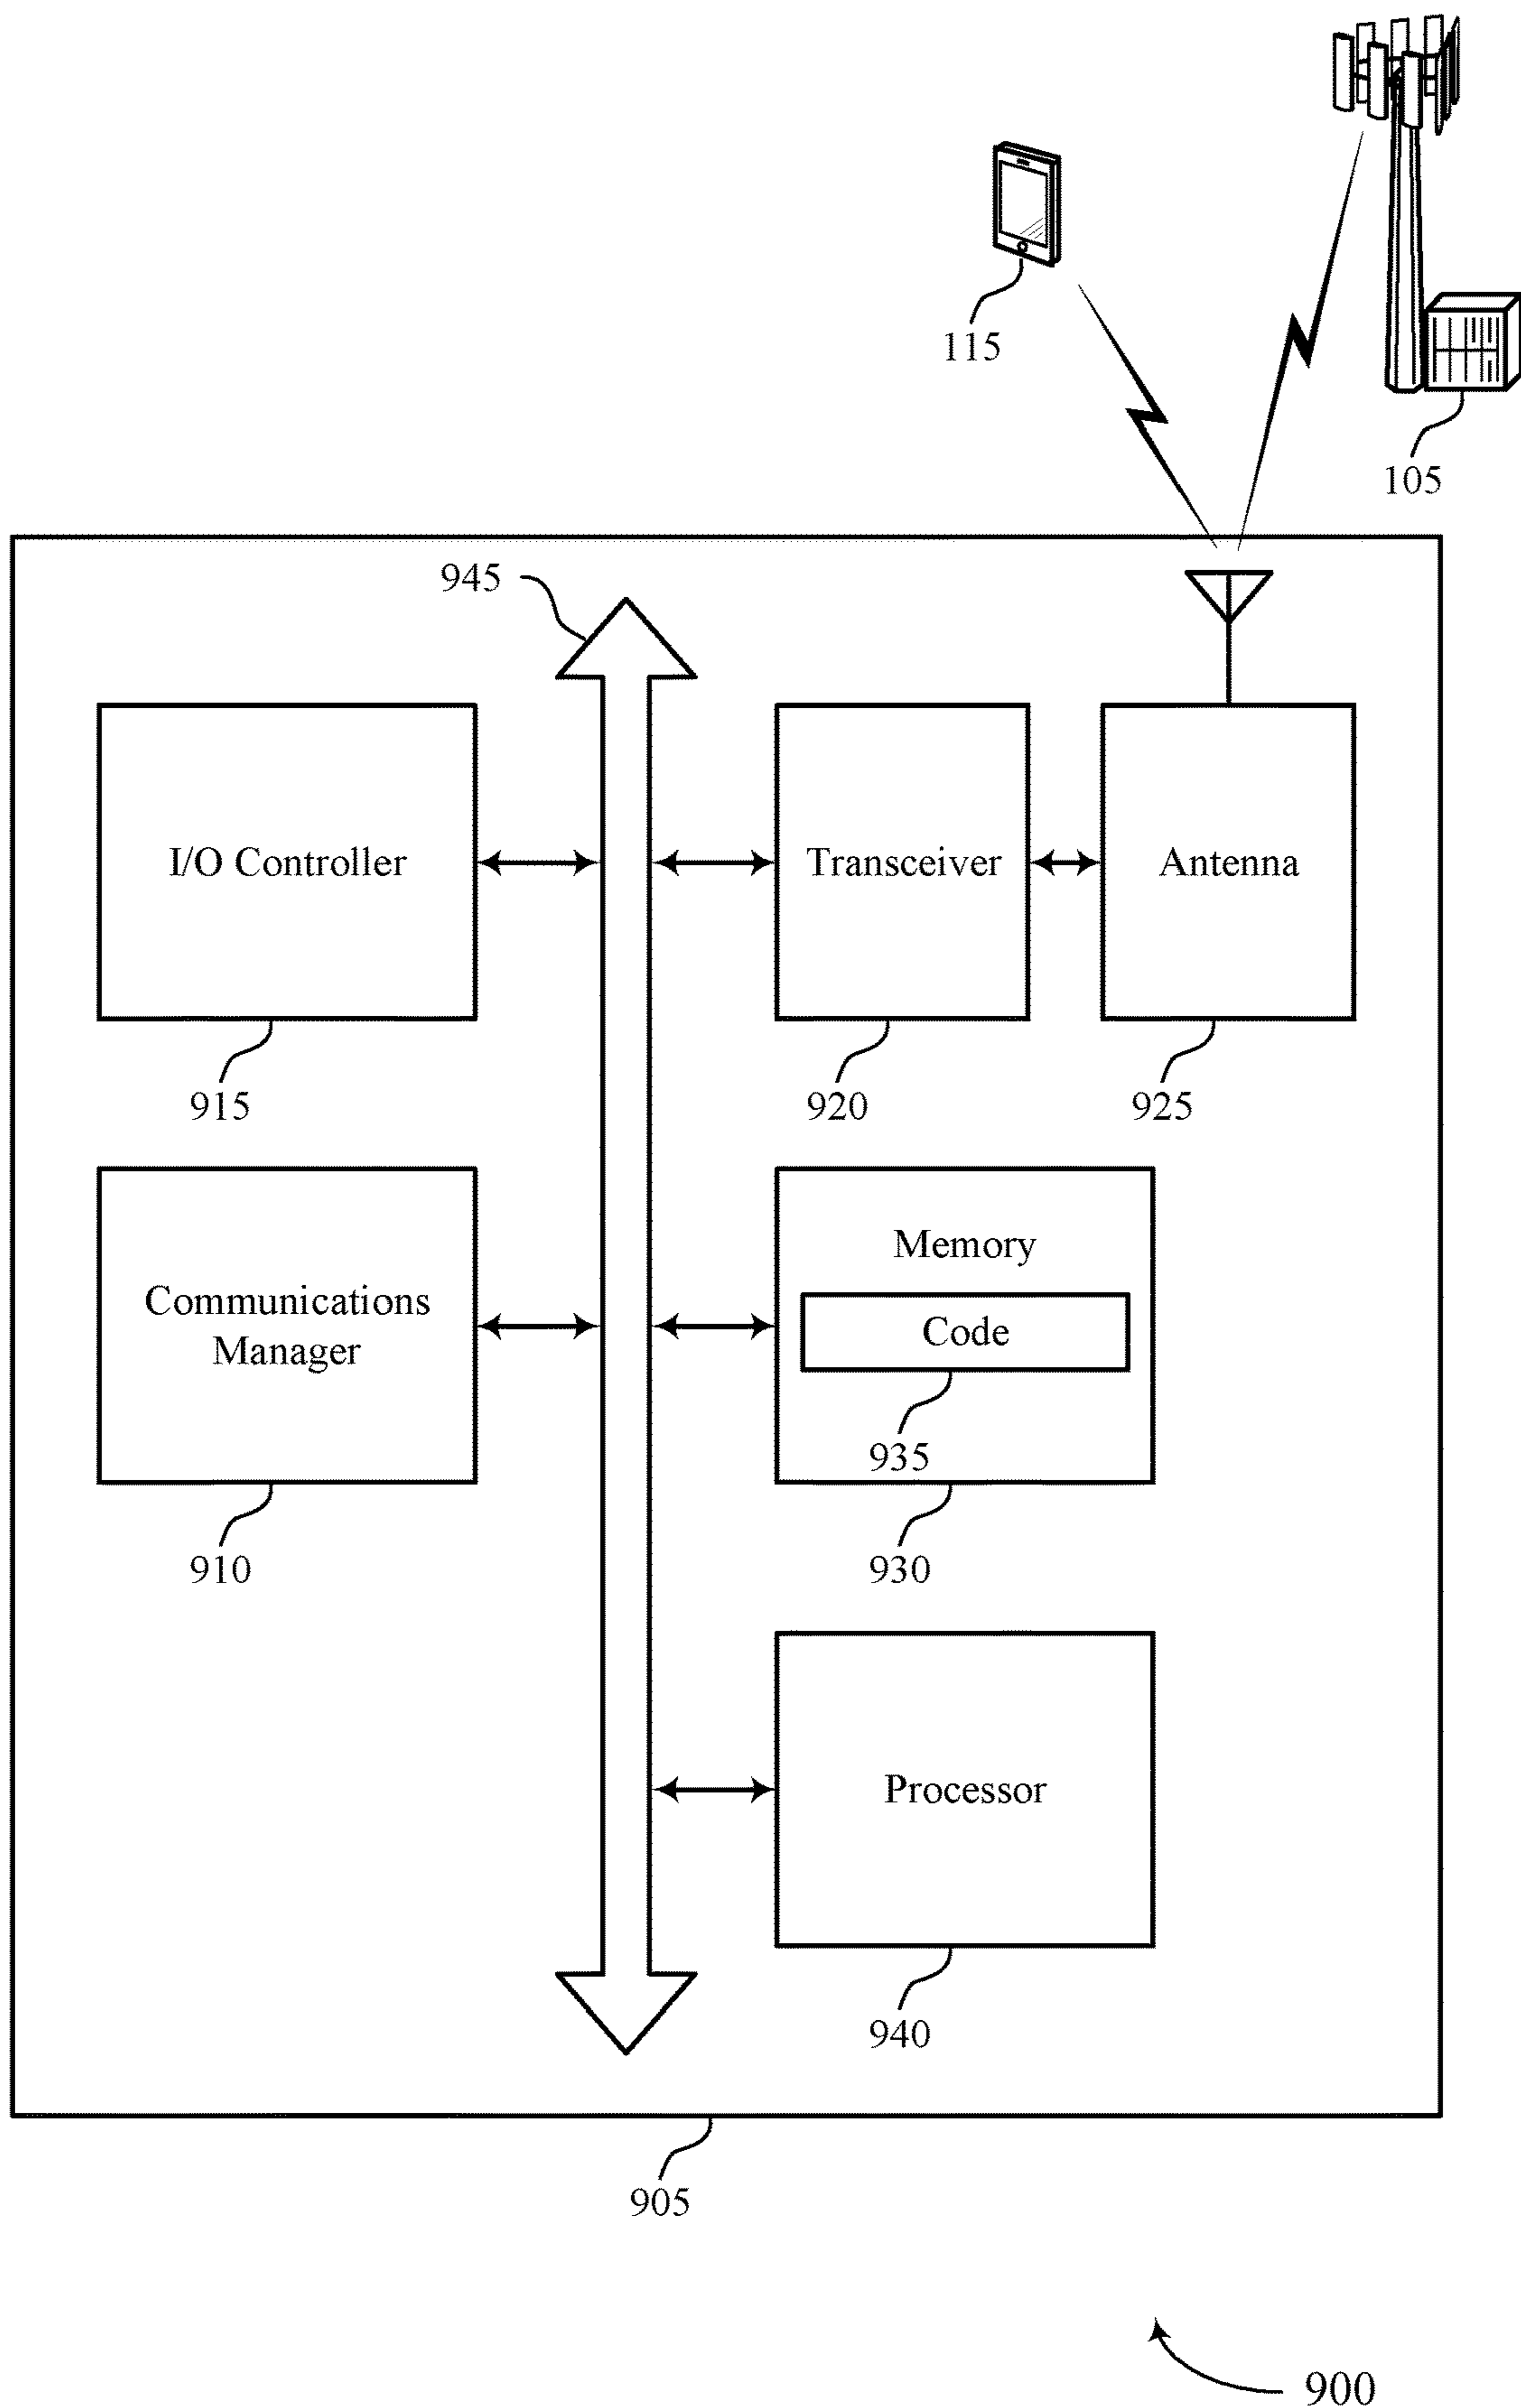 115
105
945
I/O Controller
Transceiver
Antenna
915
920
925
Communications
Manager
Memory
Code
935
910
930
Processor
940
905
900